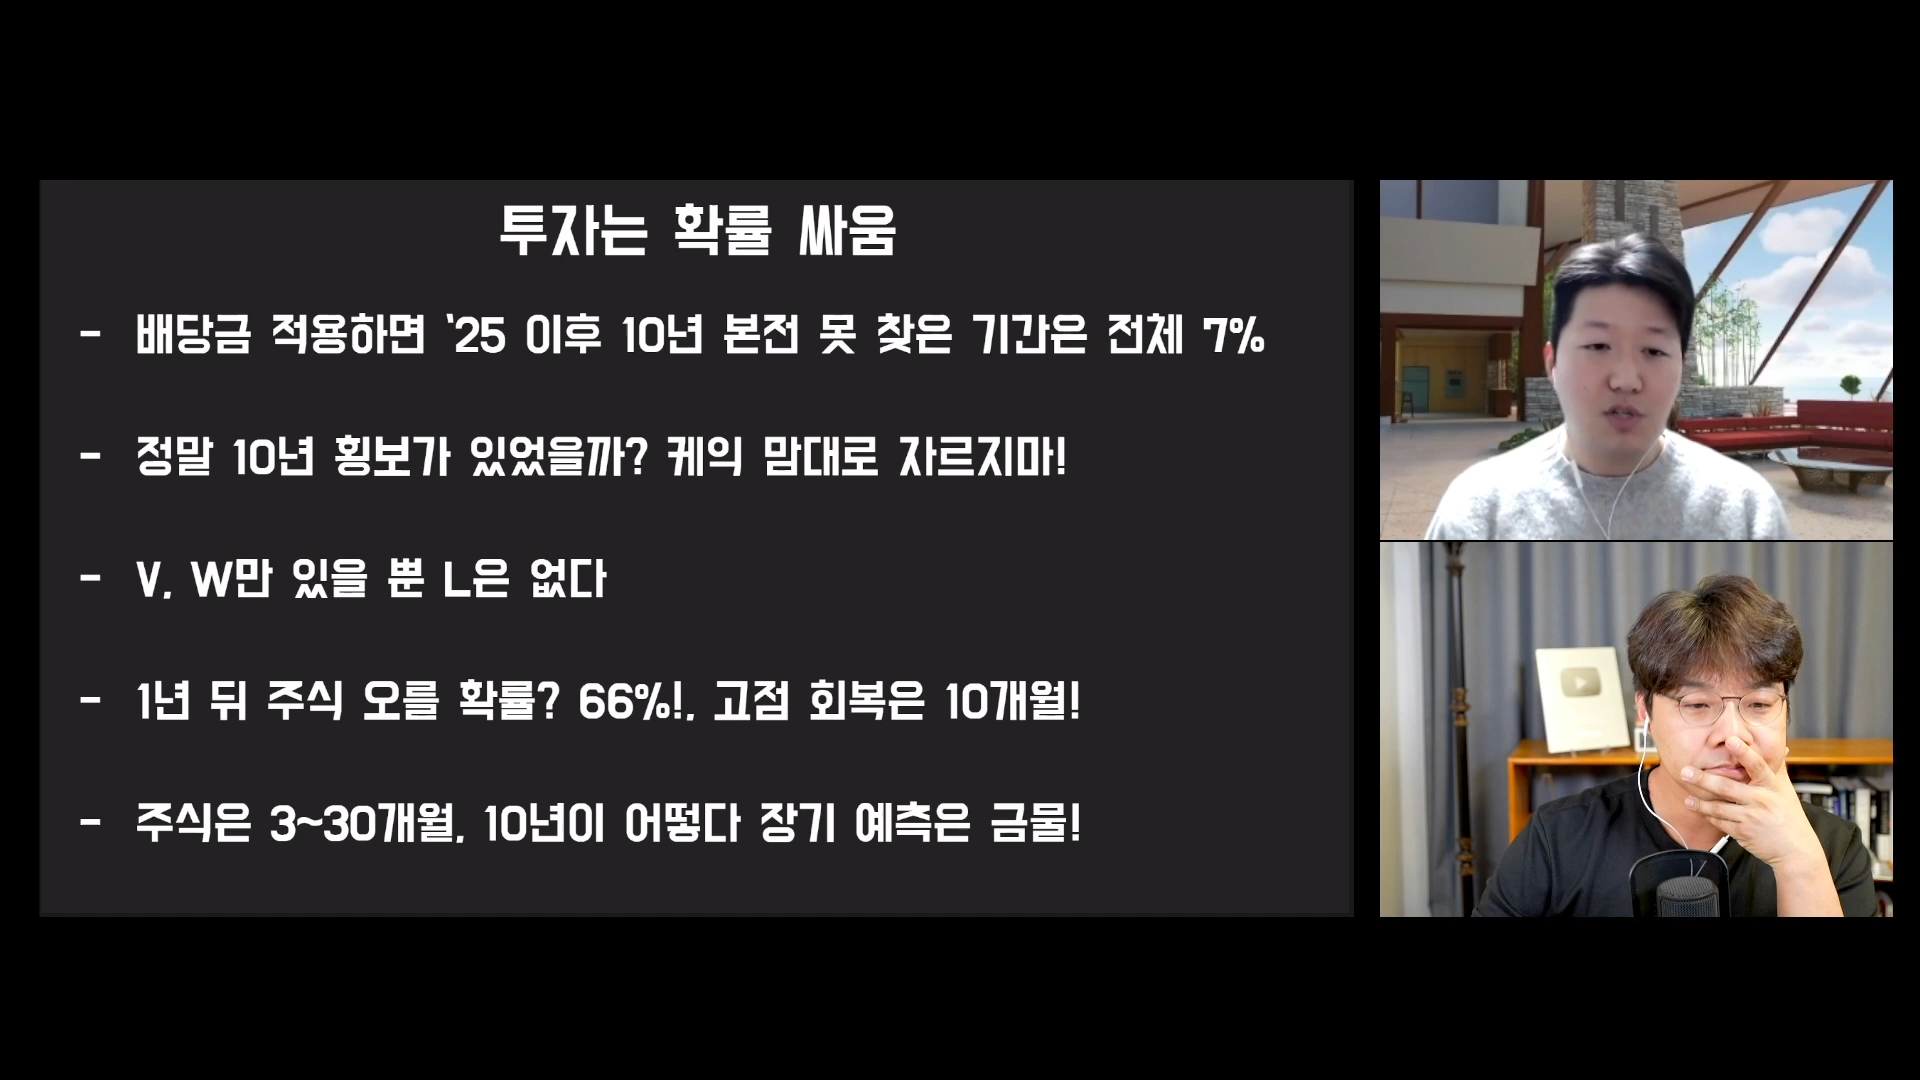 투자는 확률 싸움
- 배당금 적용하면 ‘25 이후 10년 본전 못 찾은 기간은 전체 7%
- 정말 10년 횡보가 있었을까? 케익 맘대로 자르지마!
- V, W만 있을 뿐 L은 없다
- 1년 뒤 주식 오를 확률? 66%!, 고점 회복은 10개월!
- 주식은 3~30개월, 10년이 어떻다 장기 예측은 금물!